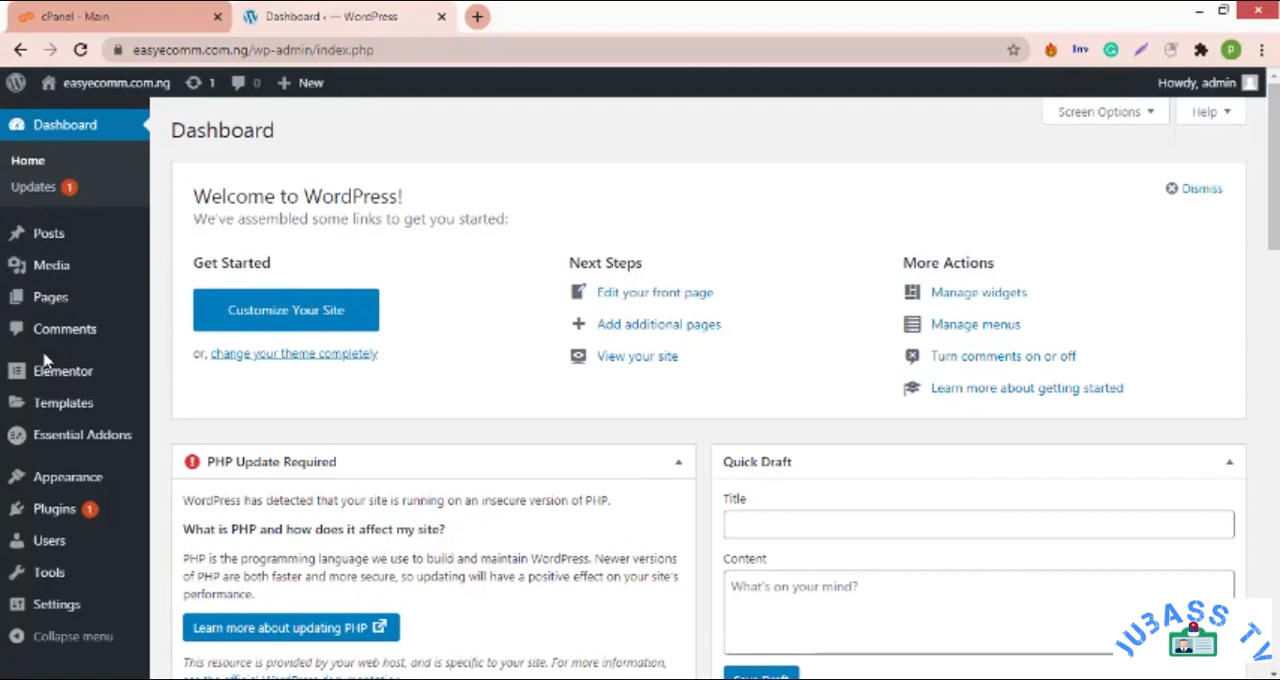 cPanel - Main
Dashboard ‹ — WordPress
easyecomm.com.ng/wp-admin/index.php
Inv
P
easyecomm.com.ng 1 0 New
Howdy, admin
Screen Options
Help
Dashboard
Home
Updates 1
Posts
Media
Pages
Comments
Elementor
Templates
Essential Addons
Appearance
Plugins 1
Users
Tools
Settings
Collapse menu
Dashboard
Welcome to WordPress!
We've assembled some links to get you started:
Dismiss
Get Started
Customize Your Site
or, change your theme completely
Next Steps
Edit your front page
Add additional pages
View your site
More Actions
Manage widgets
Manage menus
Turn comments on or off
Learn more about getting started
PHP Update Required
WordPress has detected that your site is running on an insecure version of PHP.
What is PHP and how does it affect my site?
PHP is the programming language we use to build and maintain WordPress. Newer versions
of PHP are both faster and more secure, so updating will have a positive effect on your site's
performance.
Learn more about updating PHP
This resource is provided by your web host, and is specific to your site. For more information,
see the official WordPress documentation.
Quick Draft
Title
Content
What's on your mind?
Save Draft
JUBASS TV